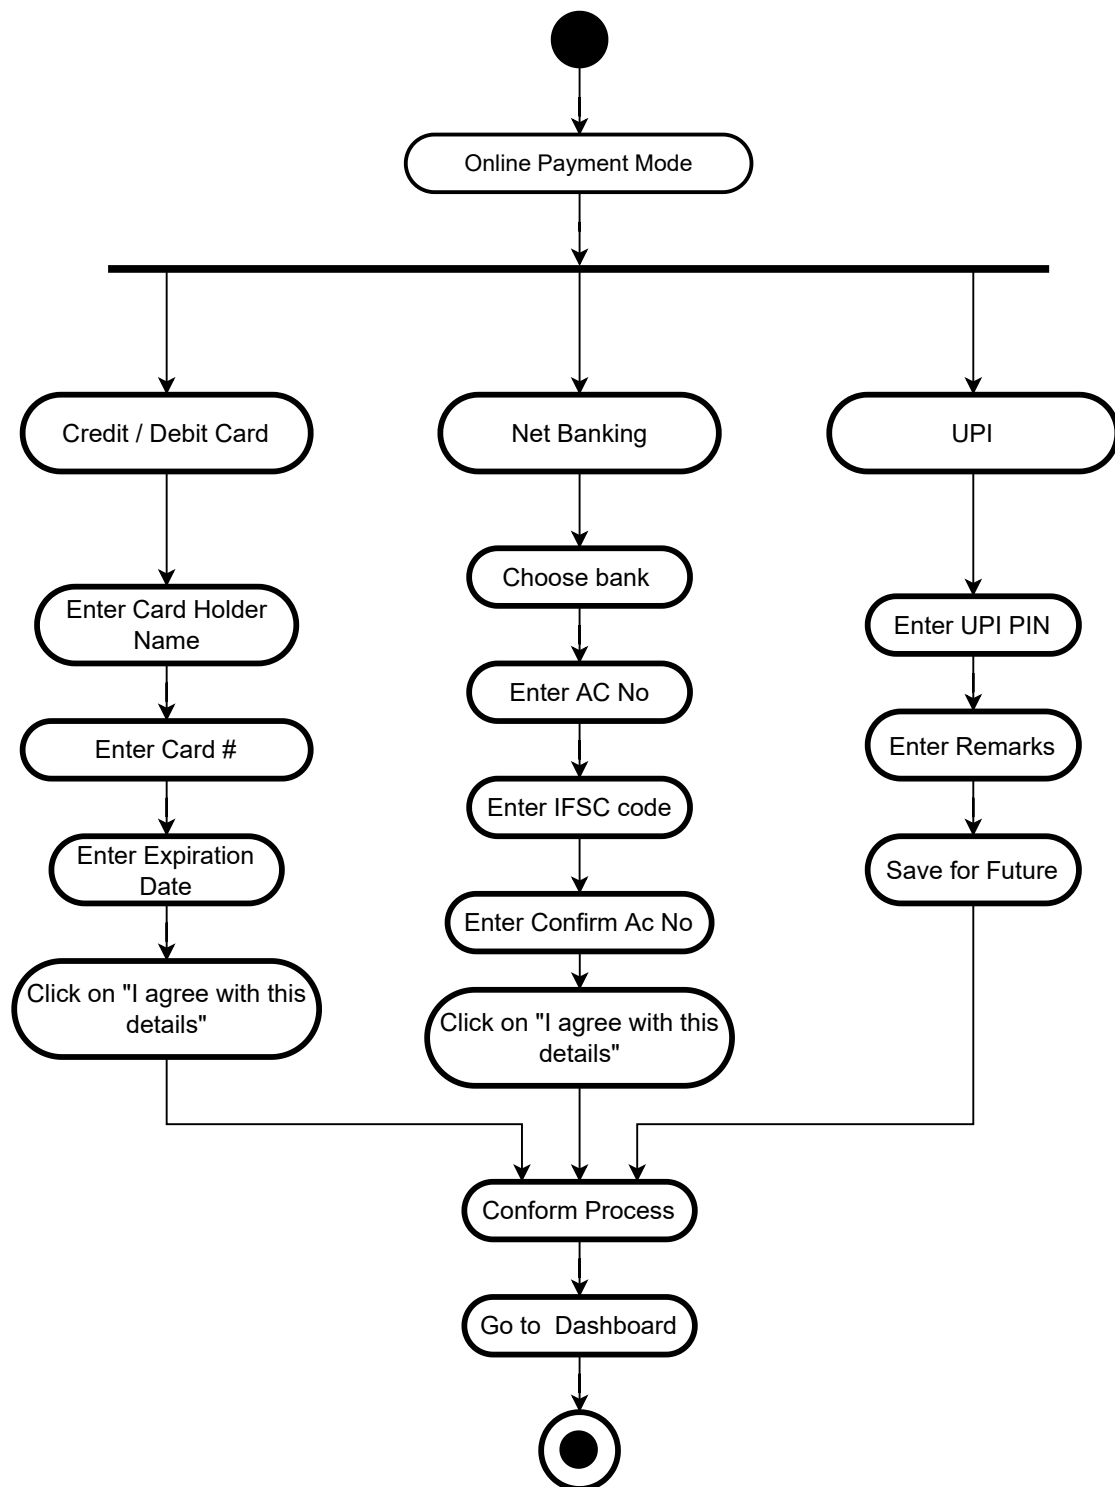 Online Payment Mode
Credit / Debit Card
Net Banking
UPI
Enter Card Holder
Name
Enter Card #
Enter Expiration
Date
Click on "I agree with this
details"
Choose bank
Enter AC No
Enter IFSC code
Enter Confirm Ac No
Click on "I agree with this
details"
Enter UPI PIN
Enter Remarks
Save for Future
Conform Process
Go to  Dashboard